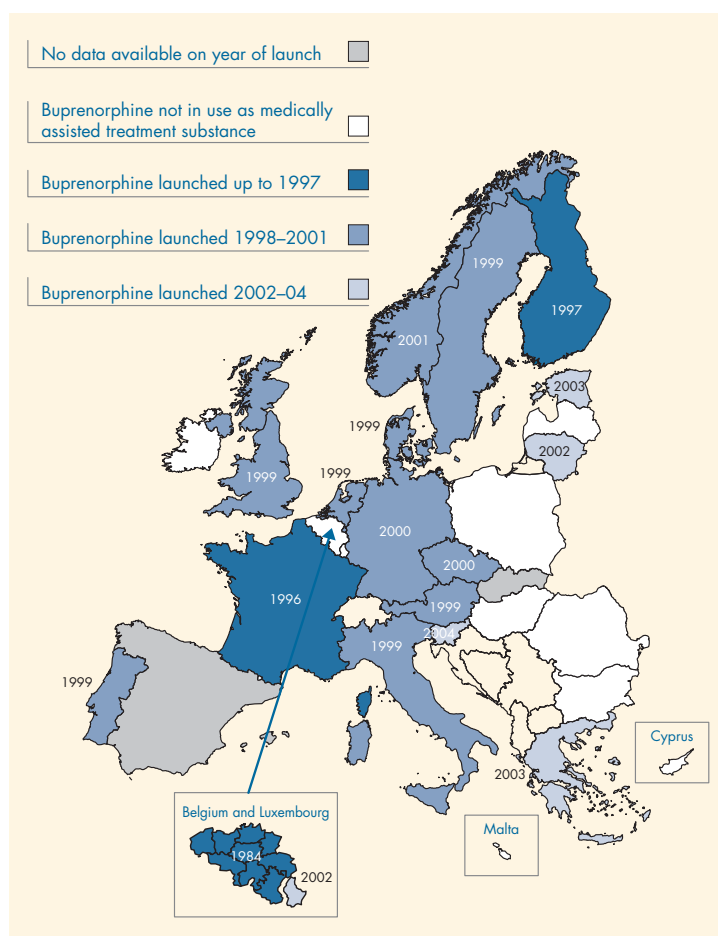 No data available on year of launch
Buprenorphine not in use as medically
assisted treatment substance
Buprenorphine launched up to 1997
Buprenorphine launched 1998–2001
Buprenorphine launched 2002–04
1999
1997
2001
2003
1999
2002
1999
1999
2000
2000
1996
1999
2004
1999
1999
Cyprus
2003
Belgium and Luxembourg
Malta
1984
2002